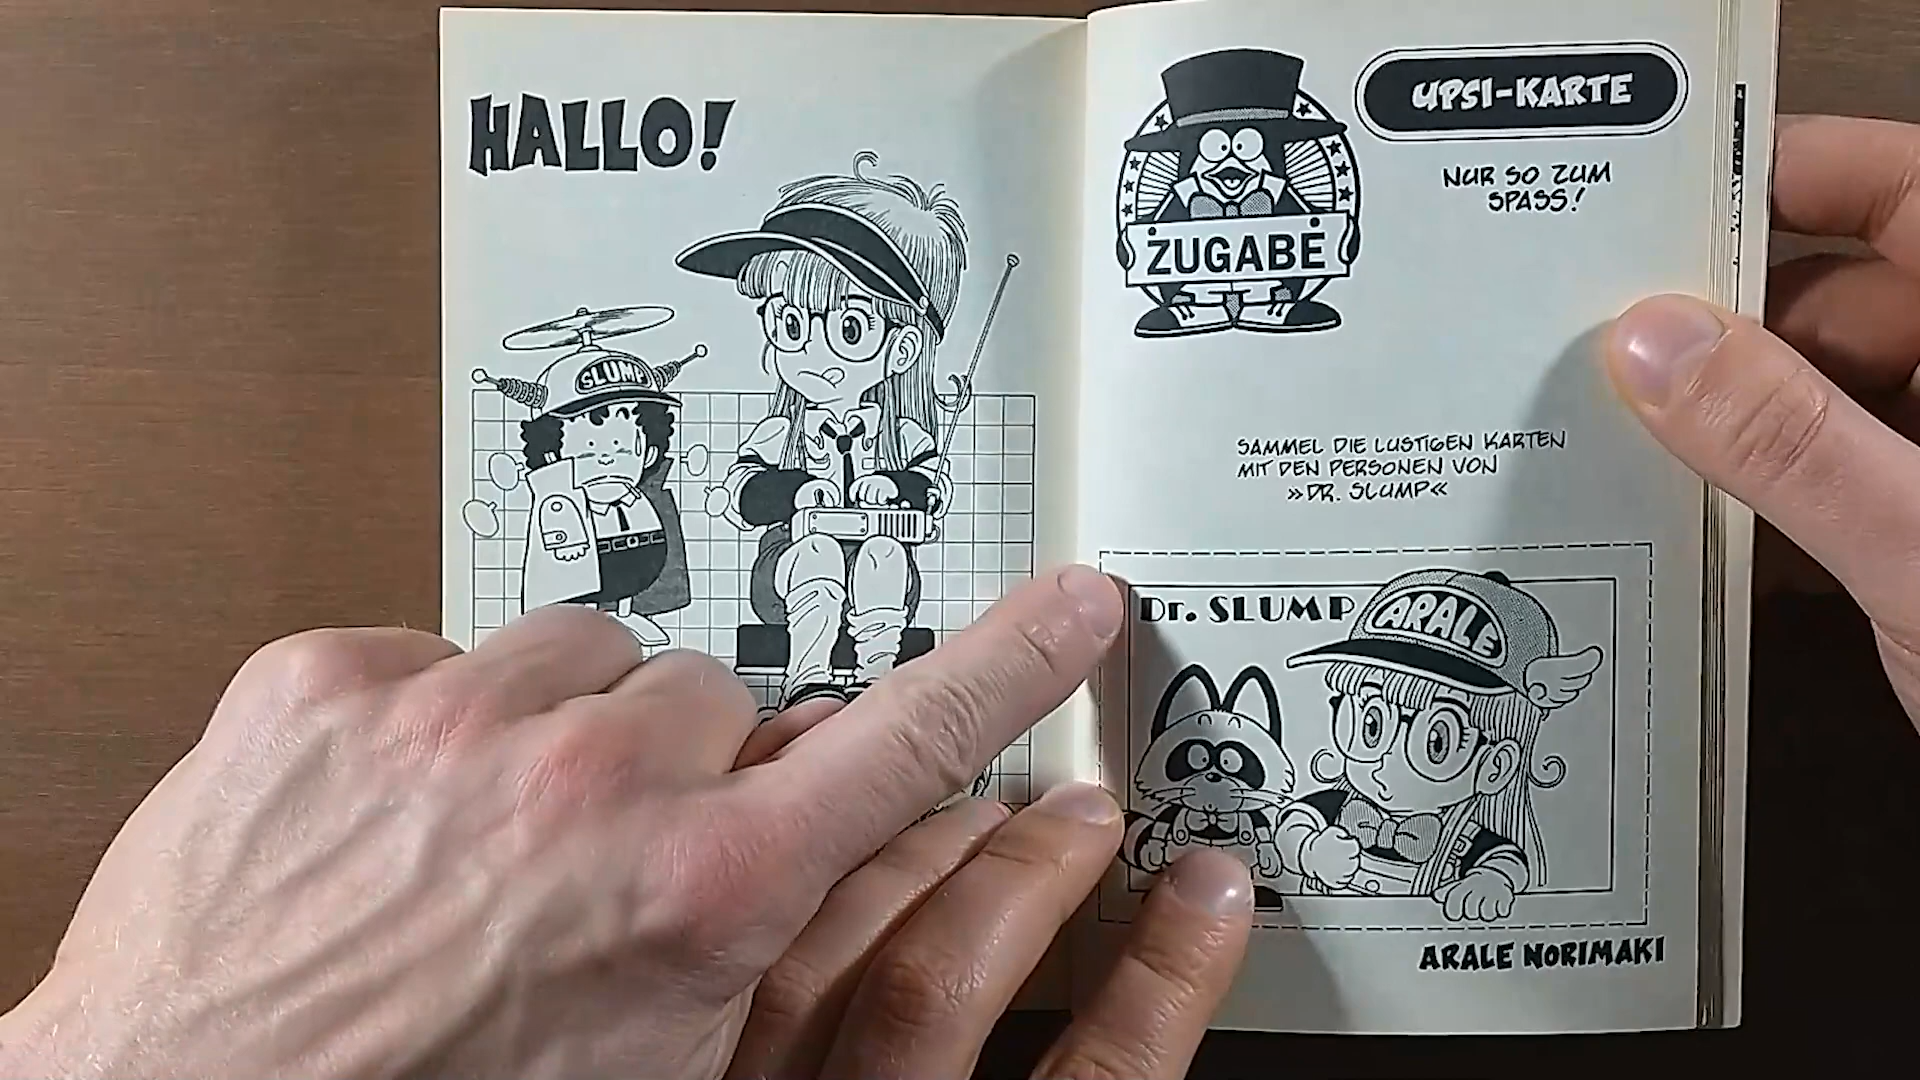 HALLO!
SLUMP
UPSI-KARTE
NUR SO ZUM
SPASS!
ZUGABE
SAMMEL DIE LUSTIGEN KARTEN
MIT DEN PERSONEN VON
»DR. SLUMP«
Dr. SLUMP
ARALE
ARALE NORIMAKI